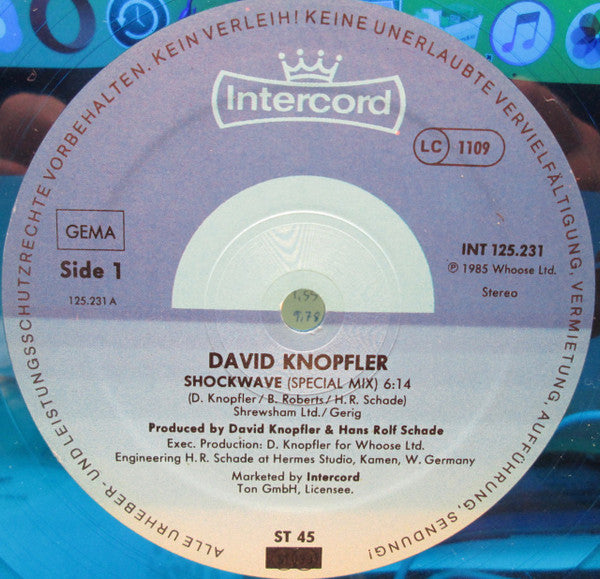 ALLE URHEBER- UND LEISTUNGSSCHUTZRECHTE VORBEHALTEN. KEIN VERLEIH! KEINE UNERLAUBTE VERVIELFÄLTIGUNG, VERMIETUNG, AUFFÜHRUNG, SENDUNG!
Intercord
LC 1109
GEMA
Side 1
125.231 A
INT 125.231
℗ 1985 Whoose Ltd.
Stereo
DAVID KNOPFLER
SHOCKWAVE (SPECIAL MIX) 6:14
(D. Knopfler/B. Roberts/H.R. Schade)
Shrewsham Ltd./Gerig
Produced by David Knopfler & Hans Rolf Schade
Exec. Production: D. Knopfler for Whoose Ltd.
Engineering H.R. Schade at Hermes Studio, Kamen, W. Germany
Marketed by Intercord
Ton GmbH, Licensee.
ST 45